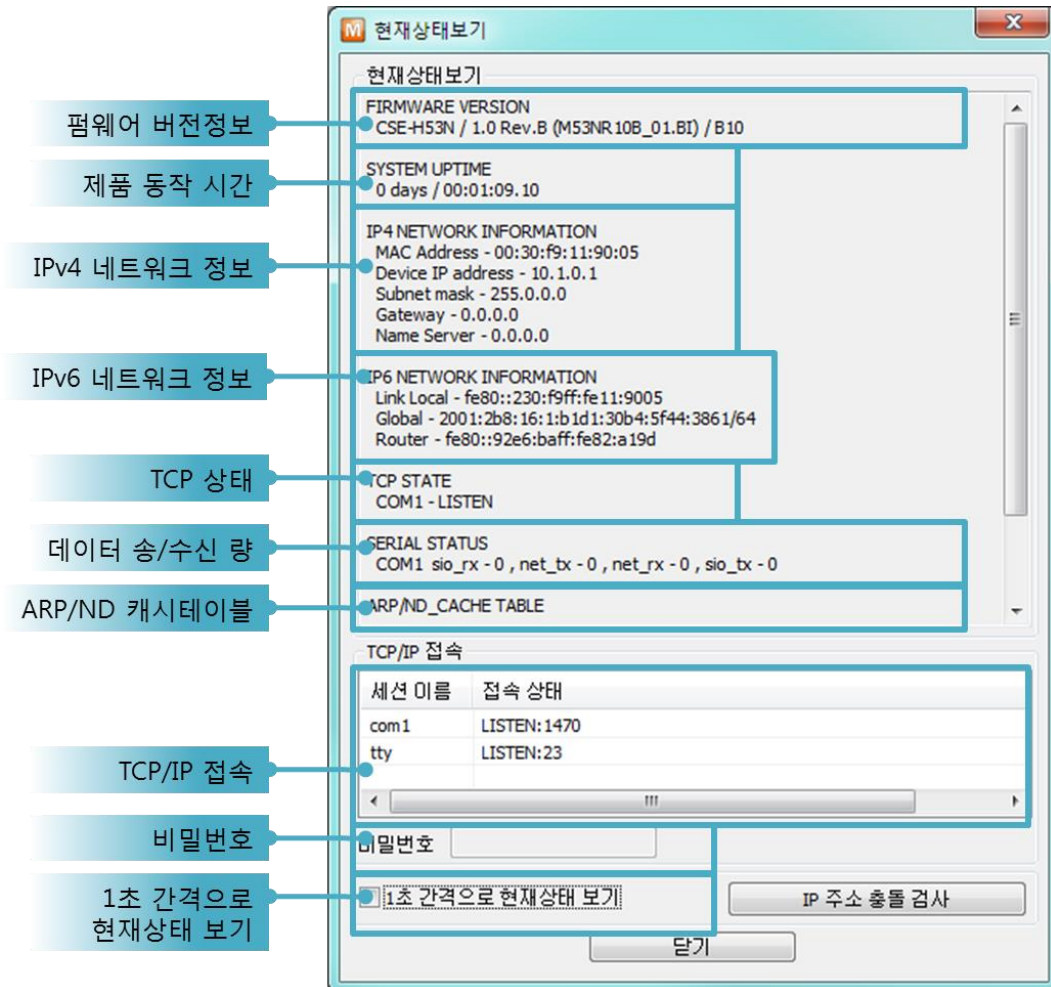 현재상태보기
현재상태보기
펌웨어 버전정보
FIRMWARE VERSION
CSE-H53N / 1.0 Rev.B (M53NR10B_01.BI) / B10
제품 동작 시간
SYSTEM UPTIME
0 days / 00:01:09.10
IPv4 네트워크 정보
IP4 NETWORK INFORMATION
MAC Address - 00:30:f9:11:90:05
Device IP address - 10.1.0.1
Subnet mask - 255.0.0.0
Gateway - 0.0.0.0
Name Server - 0.0.0.0
IPv6 네트워크 정보
IP6 NETWORK INFORMATION
Link Local - fe80::230:f9ff:fe11:9005
Global - 2001:2b8:16:1:b1d1:30b4:5f44:3861/64
Router - fe80::92e6:baff:fe82:a19d
TCP 상태
TCP STATE
COM1 - LISTEN
데이터 송/수신 량
SERIAL STATUS
COM1 sio_rx - 0 , net_tx - 0 , net_rx - 0 , sio_tx - 0
ARP/ND 캐시테이블
ARP/ND_CACHE TABLE
TCP/IP 접속
세션 이름 접속 상태
com1 LISTEN:1470
tty LISTEN:23
TCP/IP 접속
비밀번호
비밀번호
1초 간격으로
현재상태 보기
1초 간격으로 현재상태 보기
IP 주소 충돌 검사
닫기